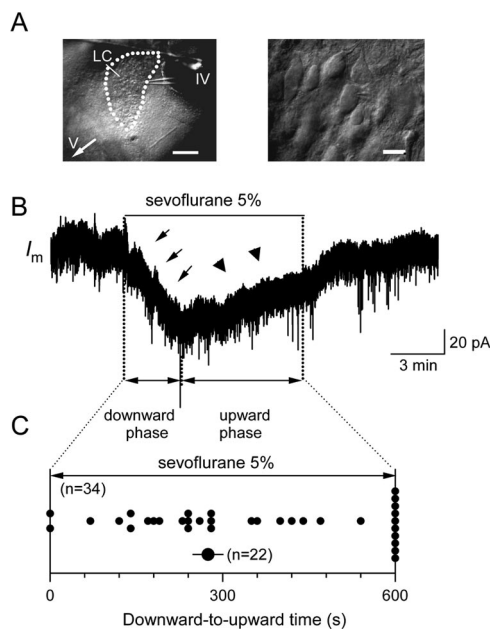 A
LC
IV
V
B
sevoflurane 5%
Im
20 pA
3 min
downward phase
upward phase
C
sevoflurane 5%
(n=34)
(n=22)
0
300
600
Downward-to-upward time (s)